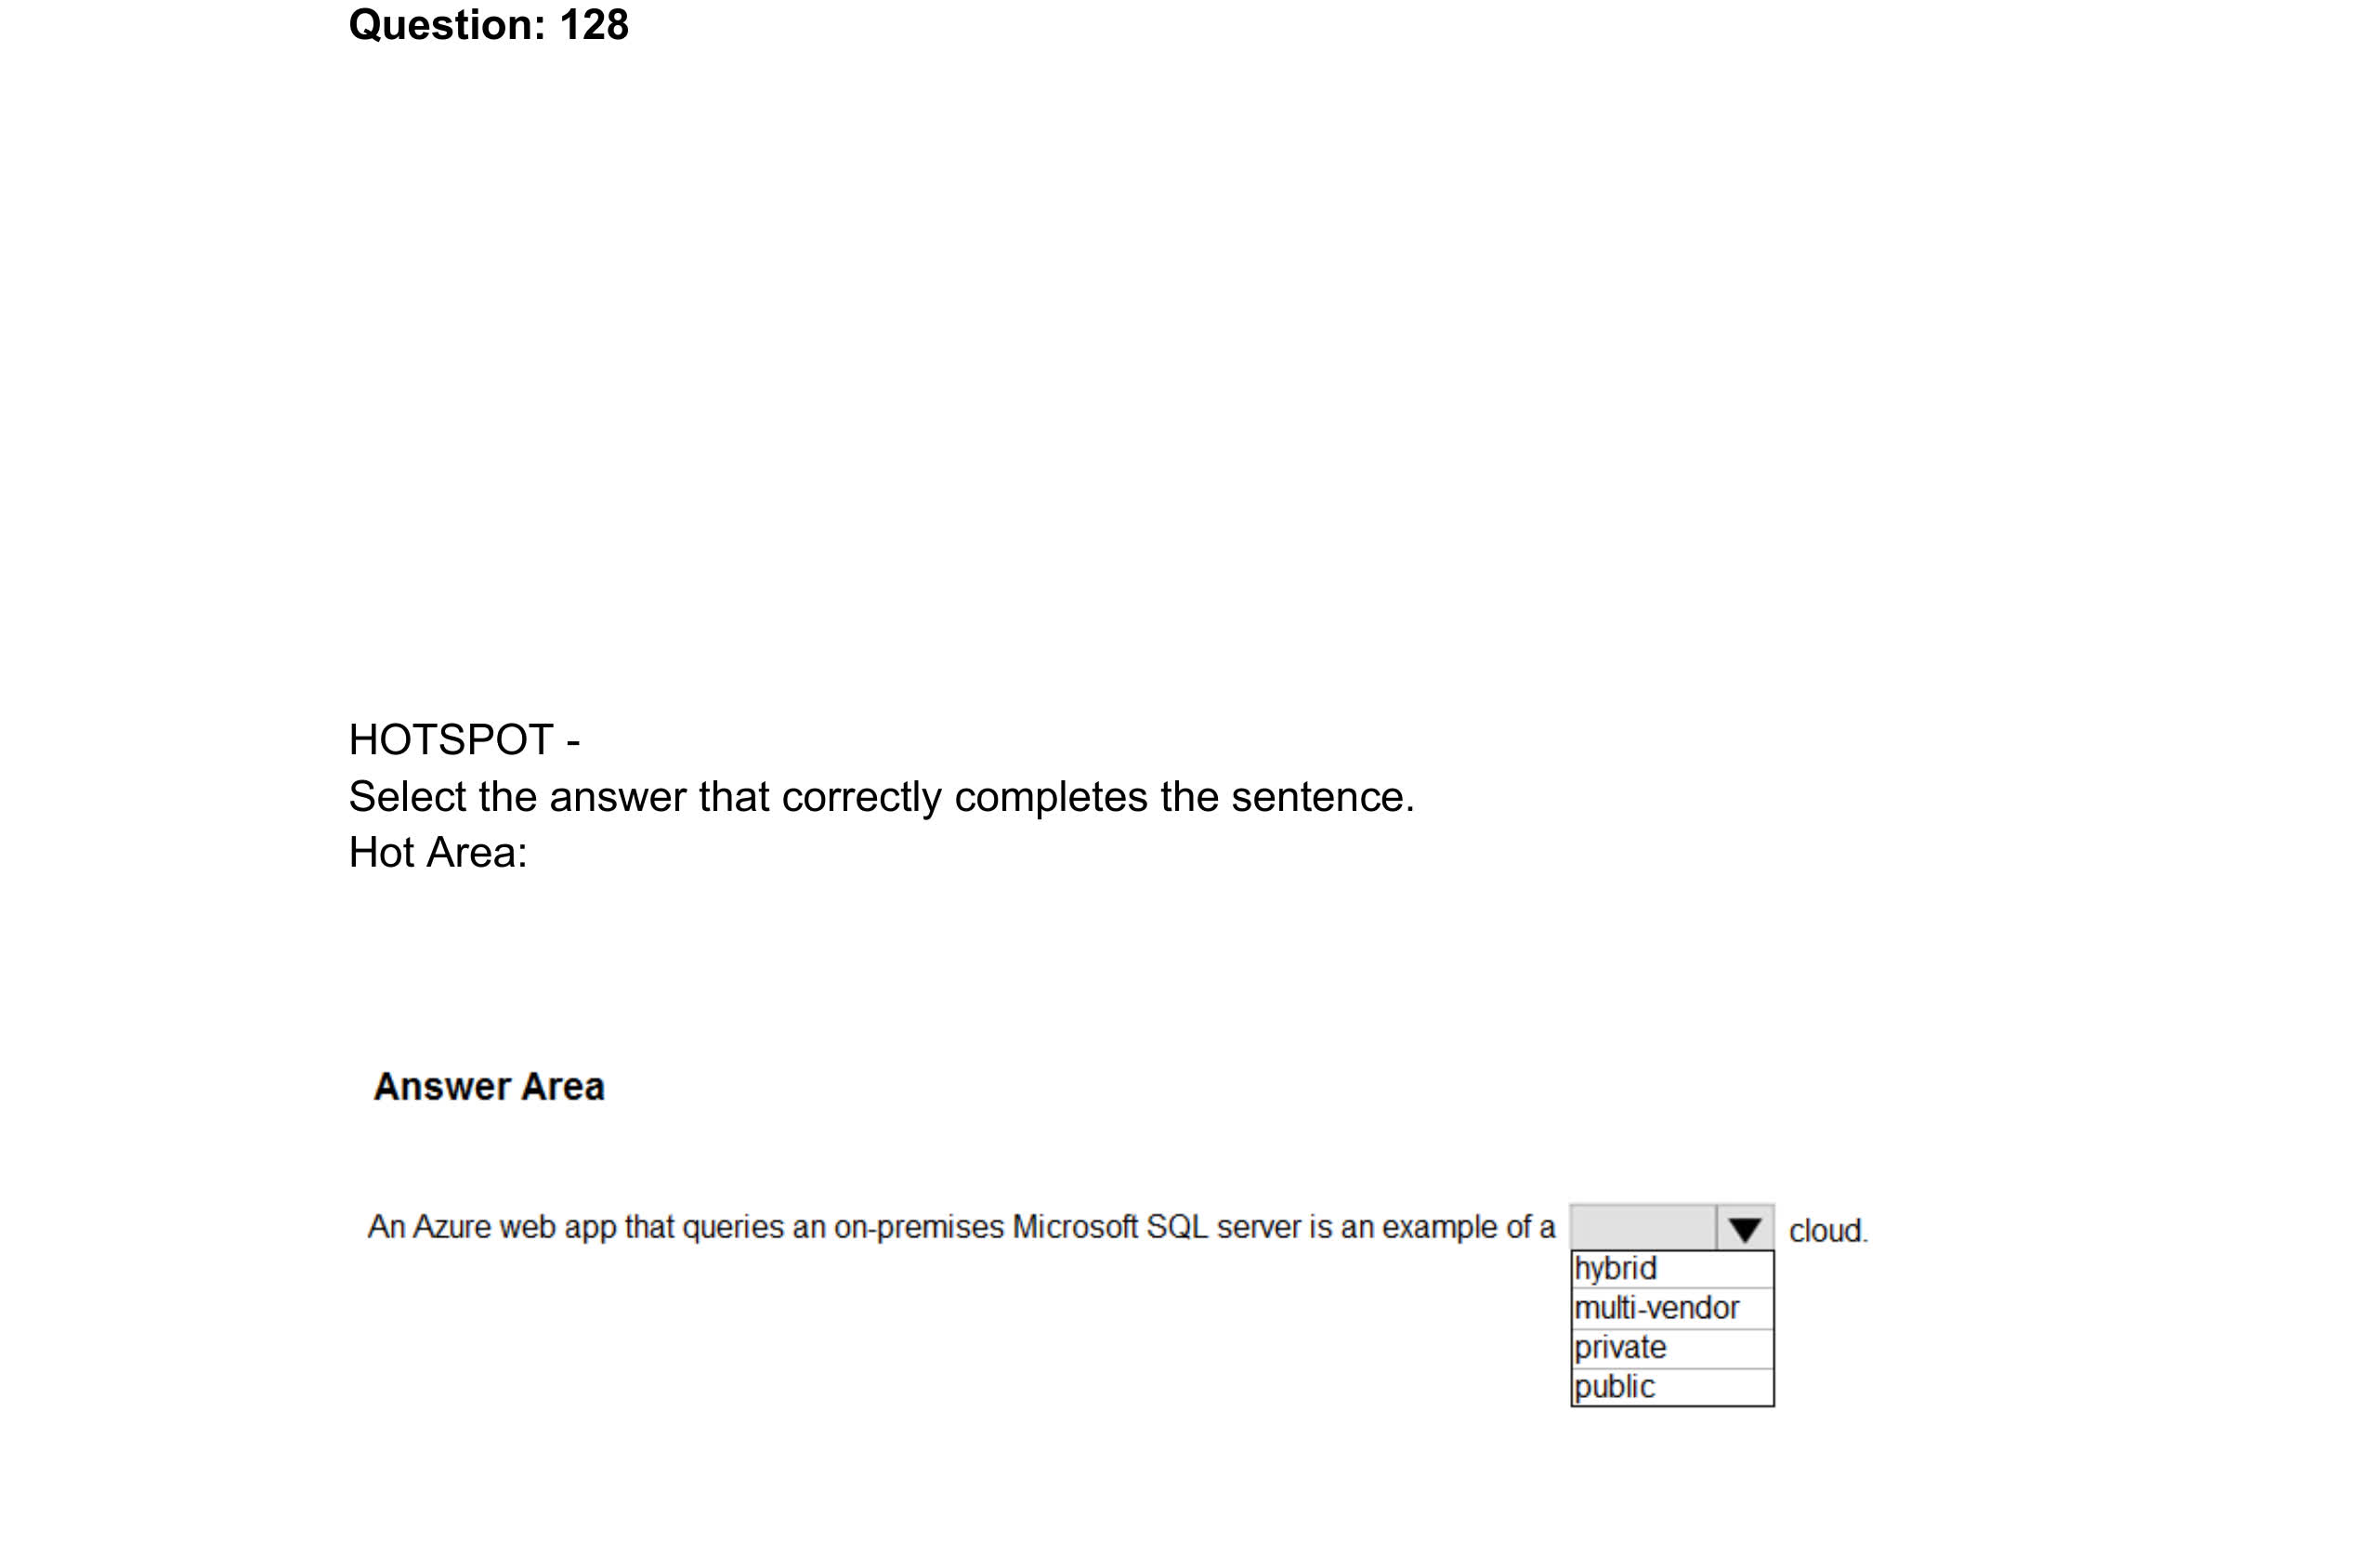 Question: 128
HOTSPOT -
Select the answer that correctly completes the sentence.
Hot Area:
Answer Area
An Azure web app that queries an on-premises Microsoft SQL server is an example of a cloud.
hybrid
multi-vendor
private
public